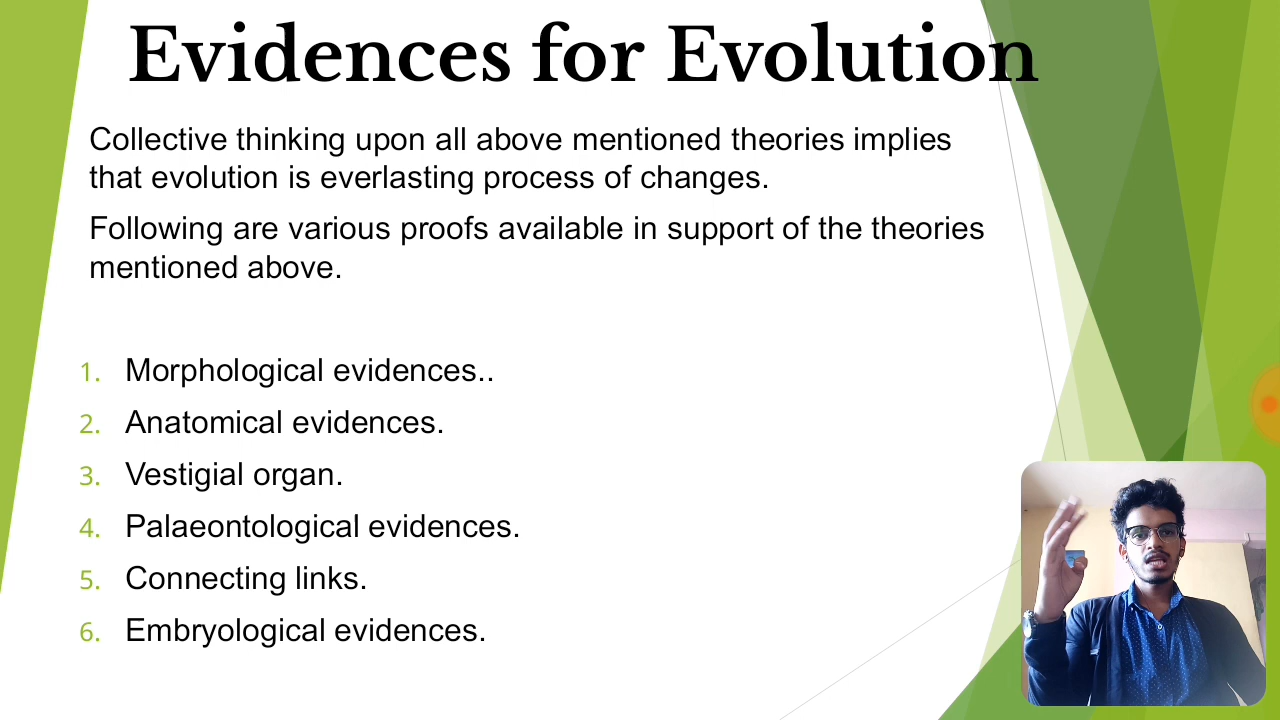 Evidences for Evolution
Collective thinking upon all above mentioned theories implies
that evolution is everlasting process of changes.
Following are various proofs available in support of the theories
mentioned above.
1. Morphological evidences..
2. Anatomical evidences.
3. Vestigial organ.
4. Palaeontological evidences.
5. Connecting links.
6. Embryological evidences.